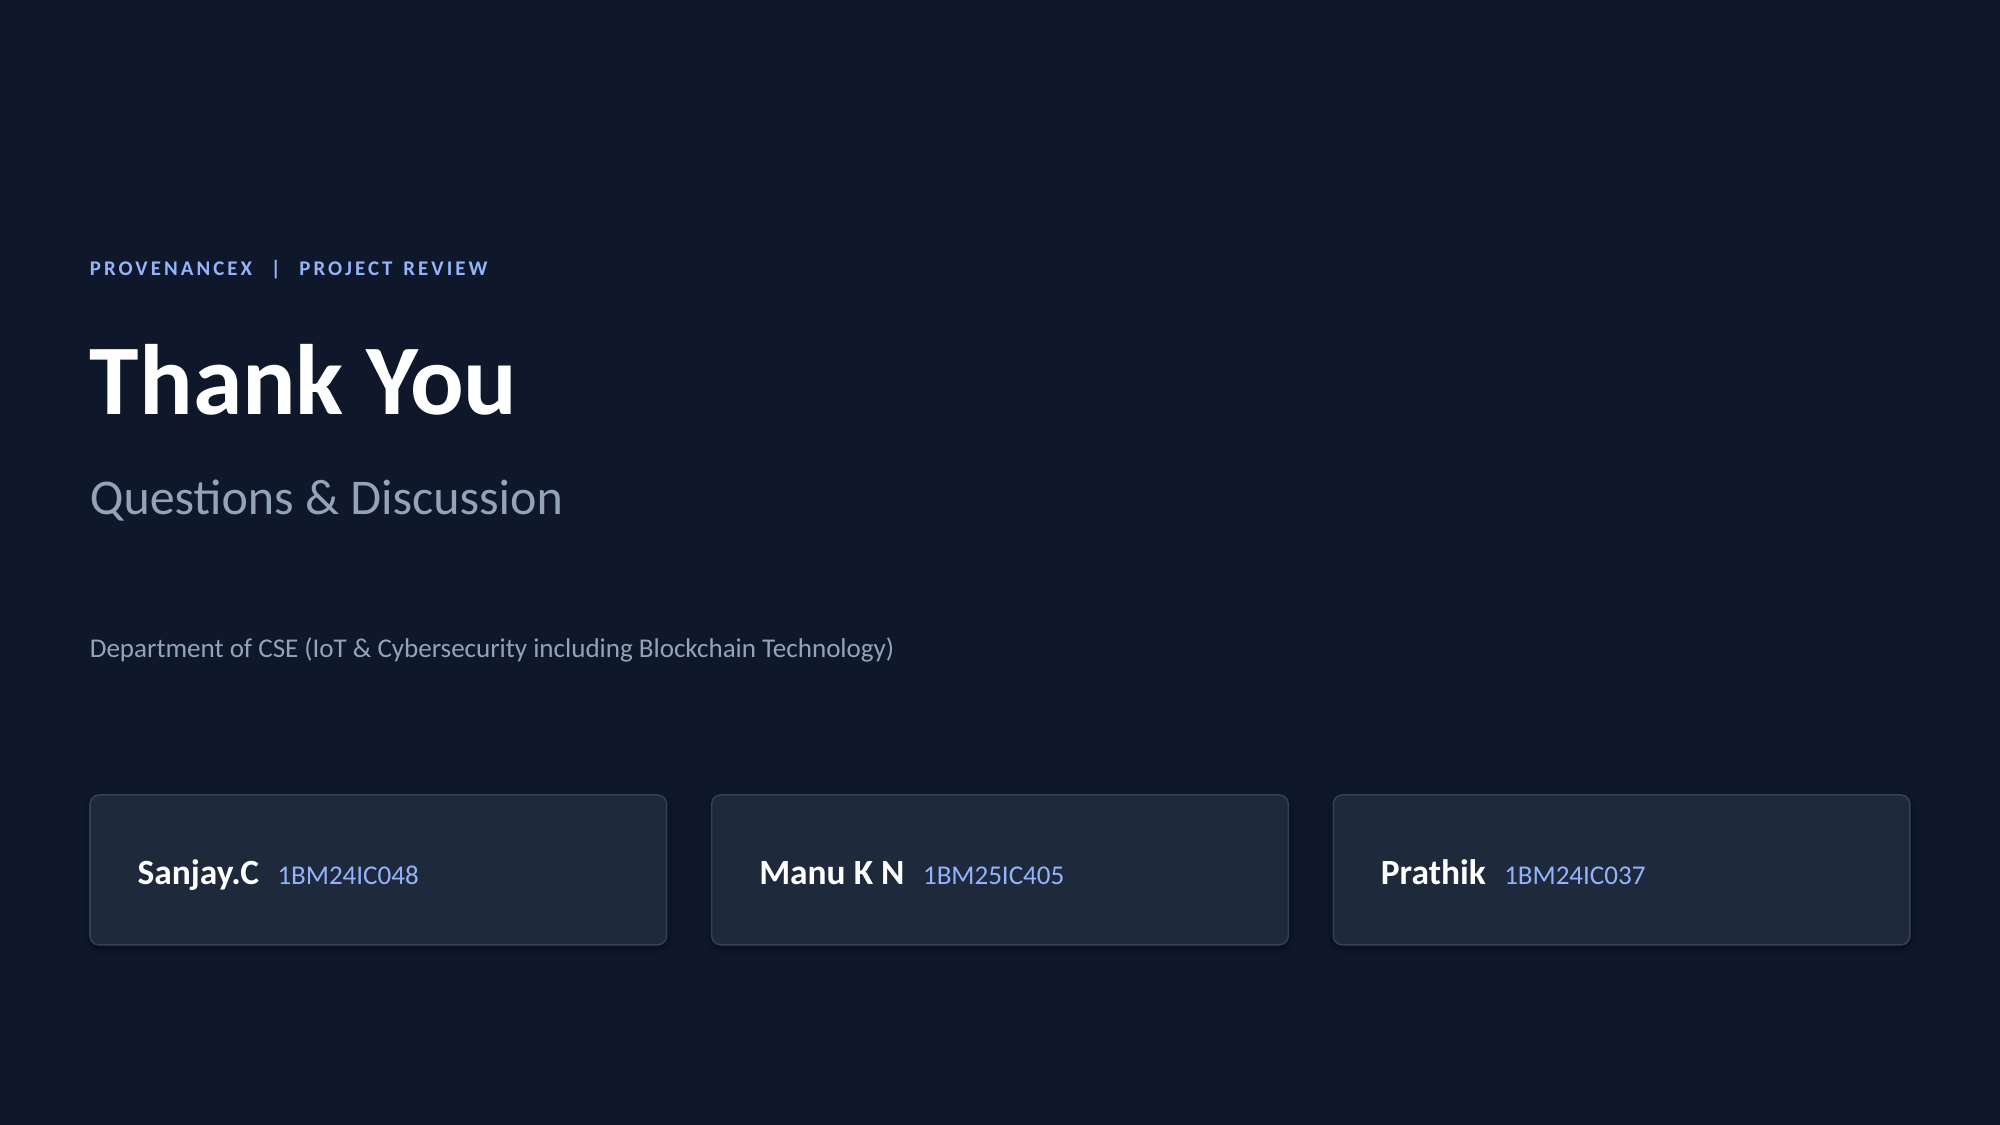 PROVENANCEX | PROJECT REVIEW
Thank You
Questions & Discussion
Department of CSE (IoT & Cybersecurity including Blockchain Technology)
Sanjay.C 1BM24IC048
Manu K N 1BM25IC405
Prathik 1BM24IC037